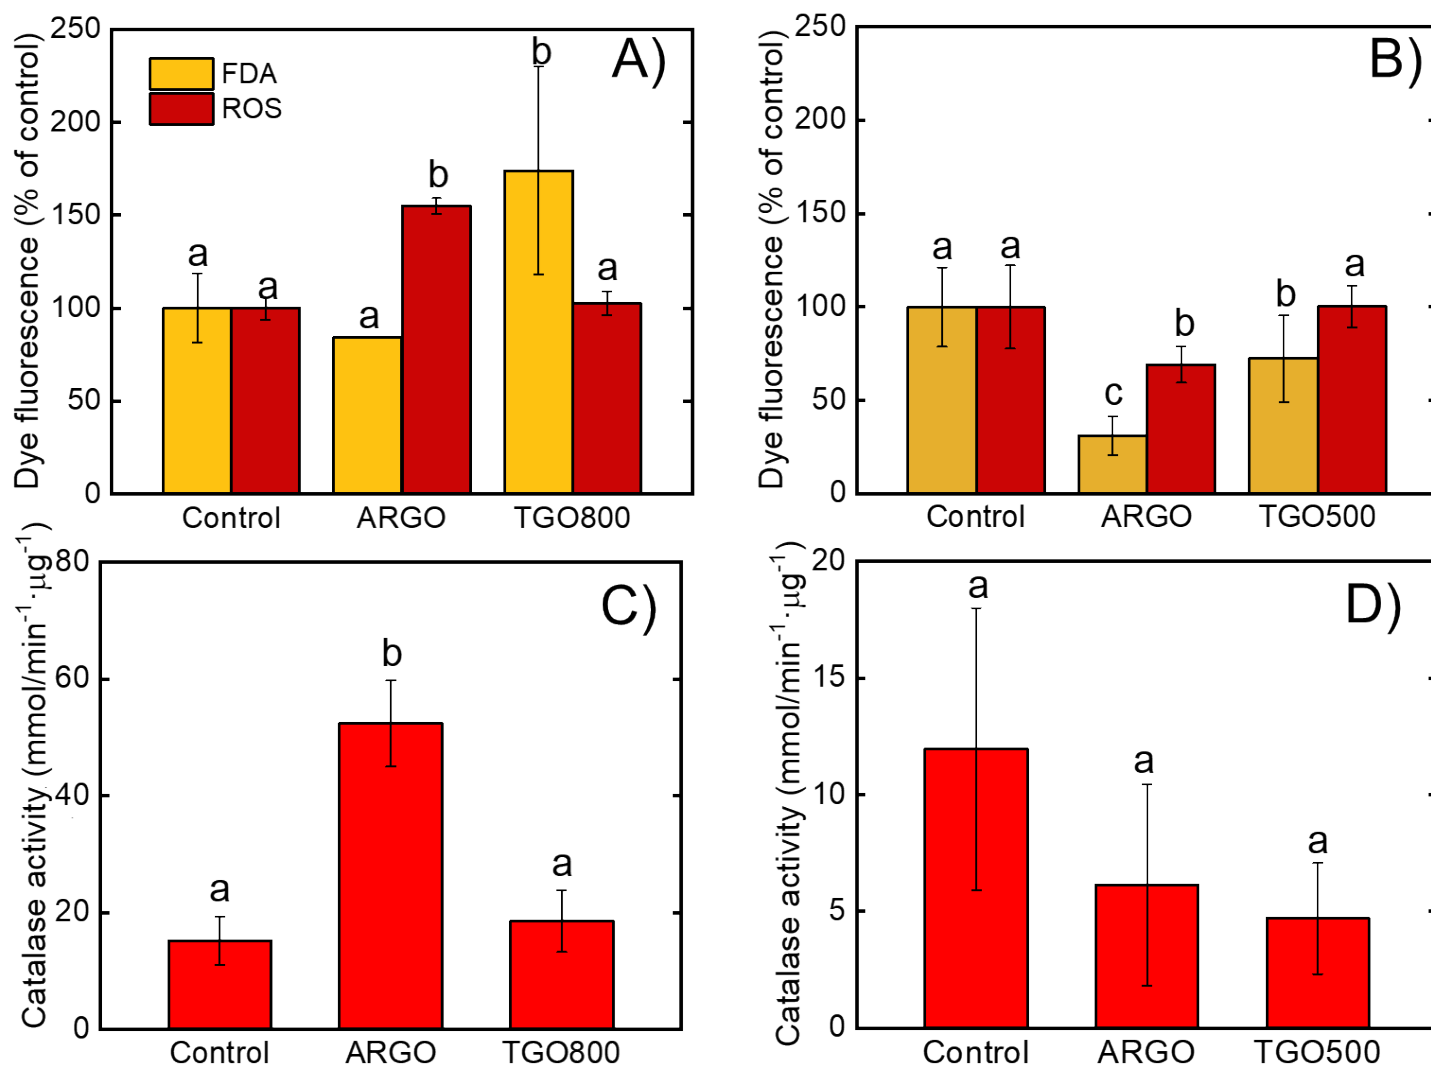 A)
Dye fluorescence (% of control)
250
200
150
100
50
0
FDA
ROS
a
a
a
b
b
a
Control
ARGO
TGO800
B)
Dye fluorescence (% of control)
250
200
150
100
50
0
a
a
c
b
b
a
Control
ARGO
TGO500
C)
Catalase activity (mmol/min⁻¹·µg⁻¹)
80
60
40
20
0
a
b
a
Control
ARGO
TGO800
D)
Catalase activity (mmol/min⁻¹·µg⁻¹)
20
15
10
5
0
a
a
a
Control
ARGO
TGO500